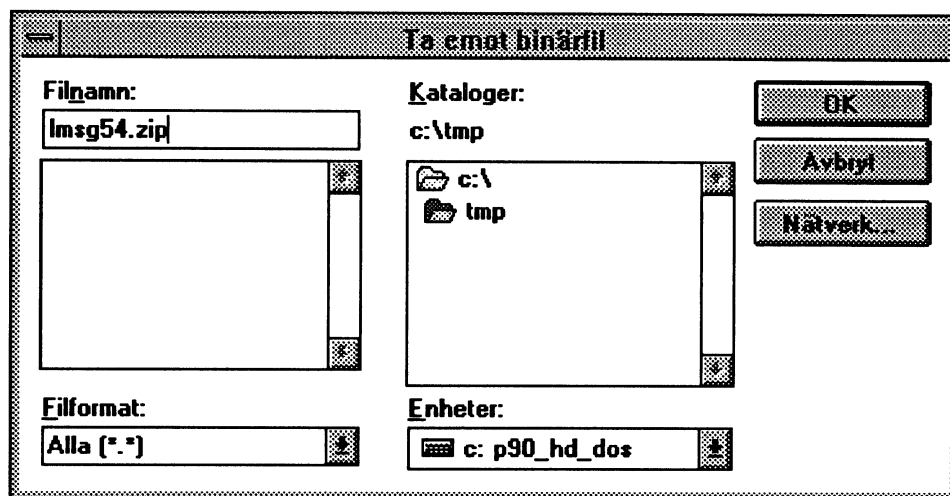 Ta emot binärfil
Filnamn:
lmsg54.zip
Kataloger:
c:\tmp
c:\
tmp
OK
Avbryt
Nätverk...
Filformat:
Alla (*.*)
Enheter:
c: p90_hd_dos